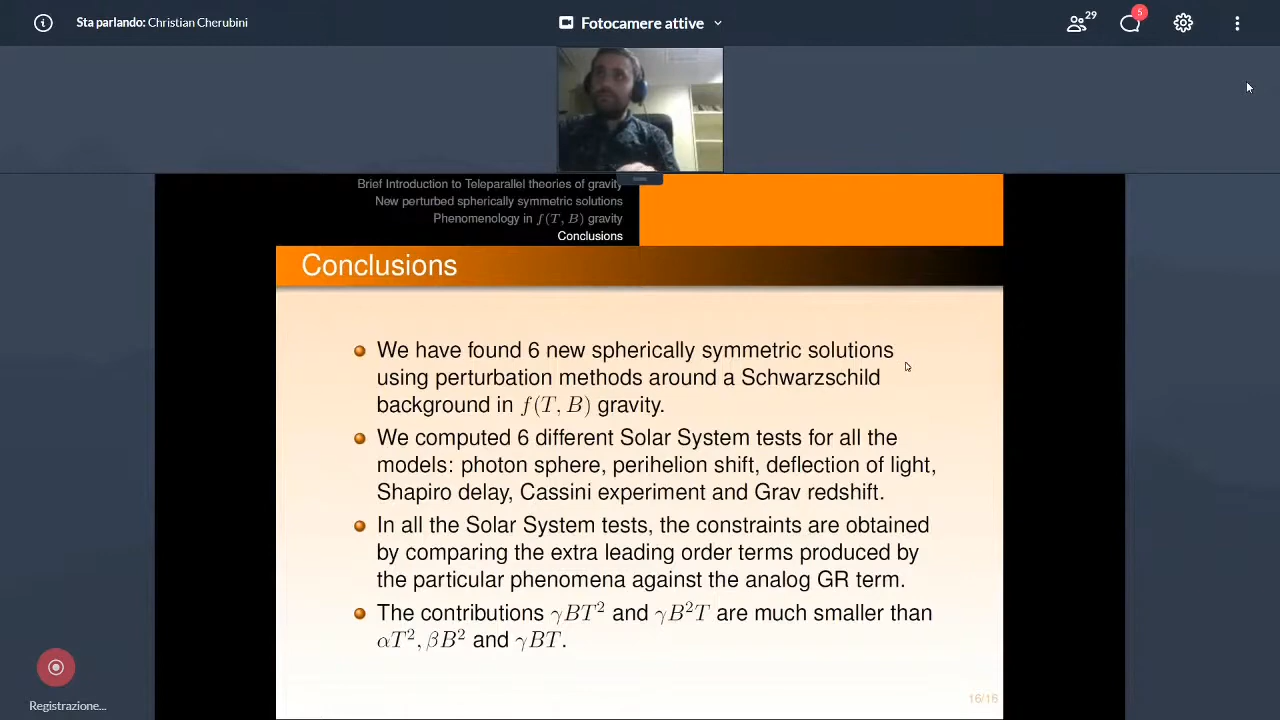 Sta parlando: Christian Cherubini
Fotocamere attive
29
5
Brief Introduction to Teleparallel theories of gravity
New perturbed spherically symmetric solutions
Phenomenology in f(T, B) gravity
Conclusions
Conclusions
We have found 6 new spherically symmetric solutions
using perturbation methods around a Schwarzschild
background in f(T, B) gravity.
We computed 6 different Solar System tests for all the
models: photon sphere, perihelion shift, deflection of light,
Shapiro delay, Cassini experiment and Grav redshift.
In all the Solar System tests, the constraints are obtained
by comparing the extra leading order terms produced by
the particular phenomena against the analog GR term.
The contributions γBT² and γB²T are much smaller than
αT², βB² and γBT.
16/16
Registrazione...